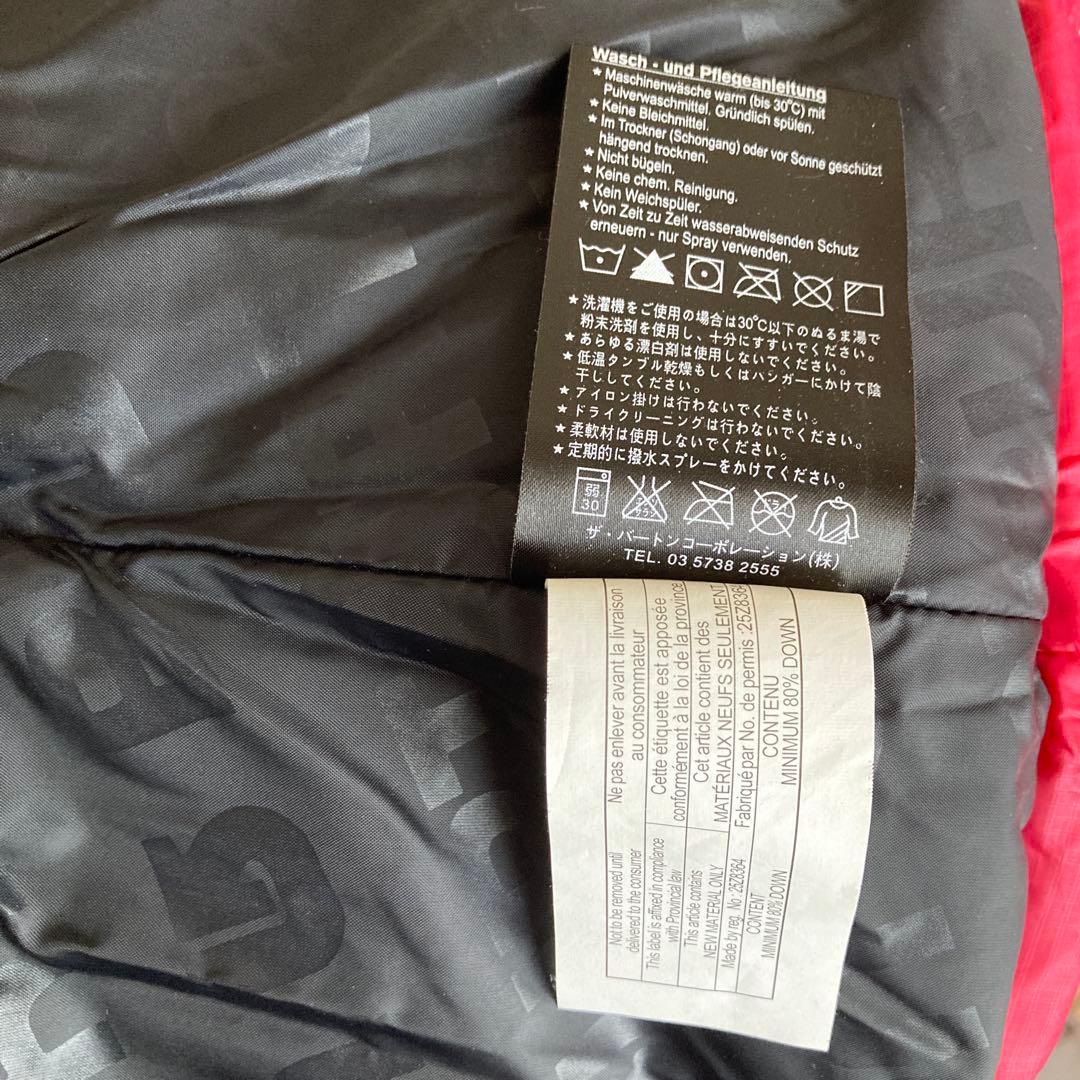 Wasch - und Pflegeanleitung
★ Maschinenwäsche warm (bis 30°C) mit
Pulverwaschmittel. Gründlich spülen.
★ Keine Bleichmittel.
★ Im Trockner (Schongang) oder vor Sonne geschützt
hängend trocknen.
★ Nicht bügeln.
★ Keine chem. Reinigung.
★ Kein Weichspüler.
★ Von Zeit zu Zeit wasserabweisenden Schutz
erneuern - nur Spray verwenden.
★ 洗濯機をご使用の場合は30°C以下のぬるま湯で
粉末洗剤を使用し、十分にすすいでください。
★ あらゆる漂白剤は使用しないでください。
★ 低温タンブル乾燥もしくはハンガーにかけて陰
干ししてください。
★ アイロン掛けは行わないでください。
★ ドライクリーニングは行わないでください。
★ 柔軟材は使用しないでください。
★ 定期的に撥水スプレーをかけてください。
弱
30
エンソ
サラシ
ドライ
ザ・バートンコーポレーション(株)
TEL. 03 5738 2555
Not to be removed until
delivered to the consumer
This label is affixed in compliance
with Provincial law
This article contains
NEW MATERIAL ONLY
Made by reg. No : 25Z8364
CONTENT
MINIMUM 80% DOWN
Ne pas enlever avant la livraison
au consommateur
Cette étiquette est apposée
conformément à la loi de la province
Cet article contient des
MATÉRIAUX NEUFS SEULEMENT
Fabriquépar No. de permis :25Z8364
CONTENU
MINIMUM 80% DOWN